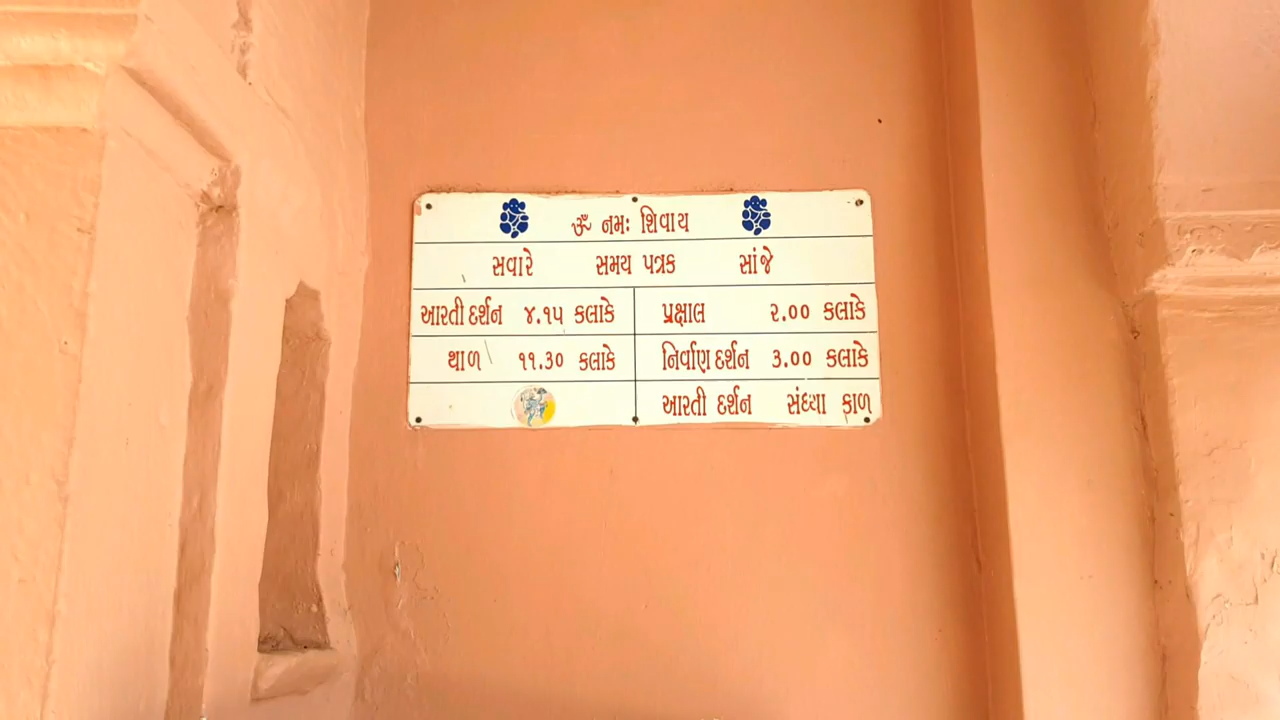 ૐ નમઃ શિવાય
સવારે સમય પત્રક સાંજે
આરતી દર્શન ૪.૧૫ કલાકે પ્રક્ષાલ ૨.૦૦ કલાકે
થાળ ૧૧.૩૦ કલાકે નિર્વાણ દર્શન ૩.૦૦ કલાકે
આરતી દર્શન સંધ્યા કાળ